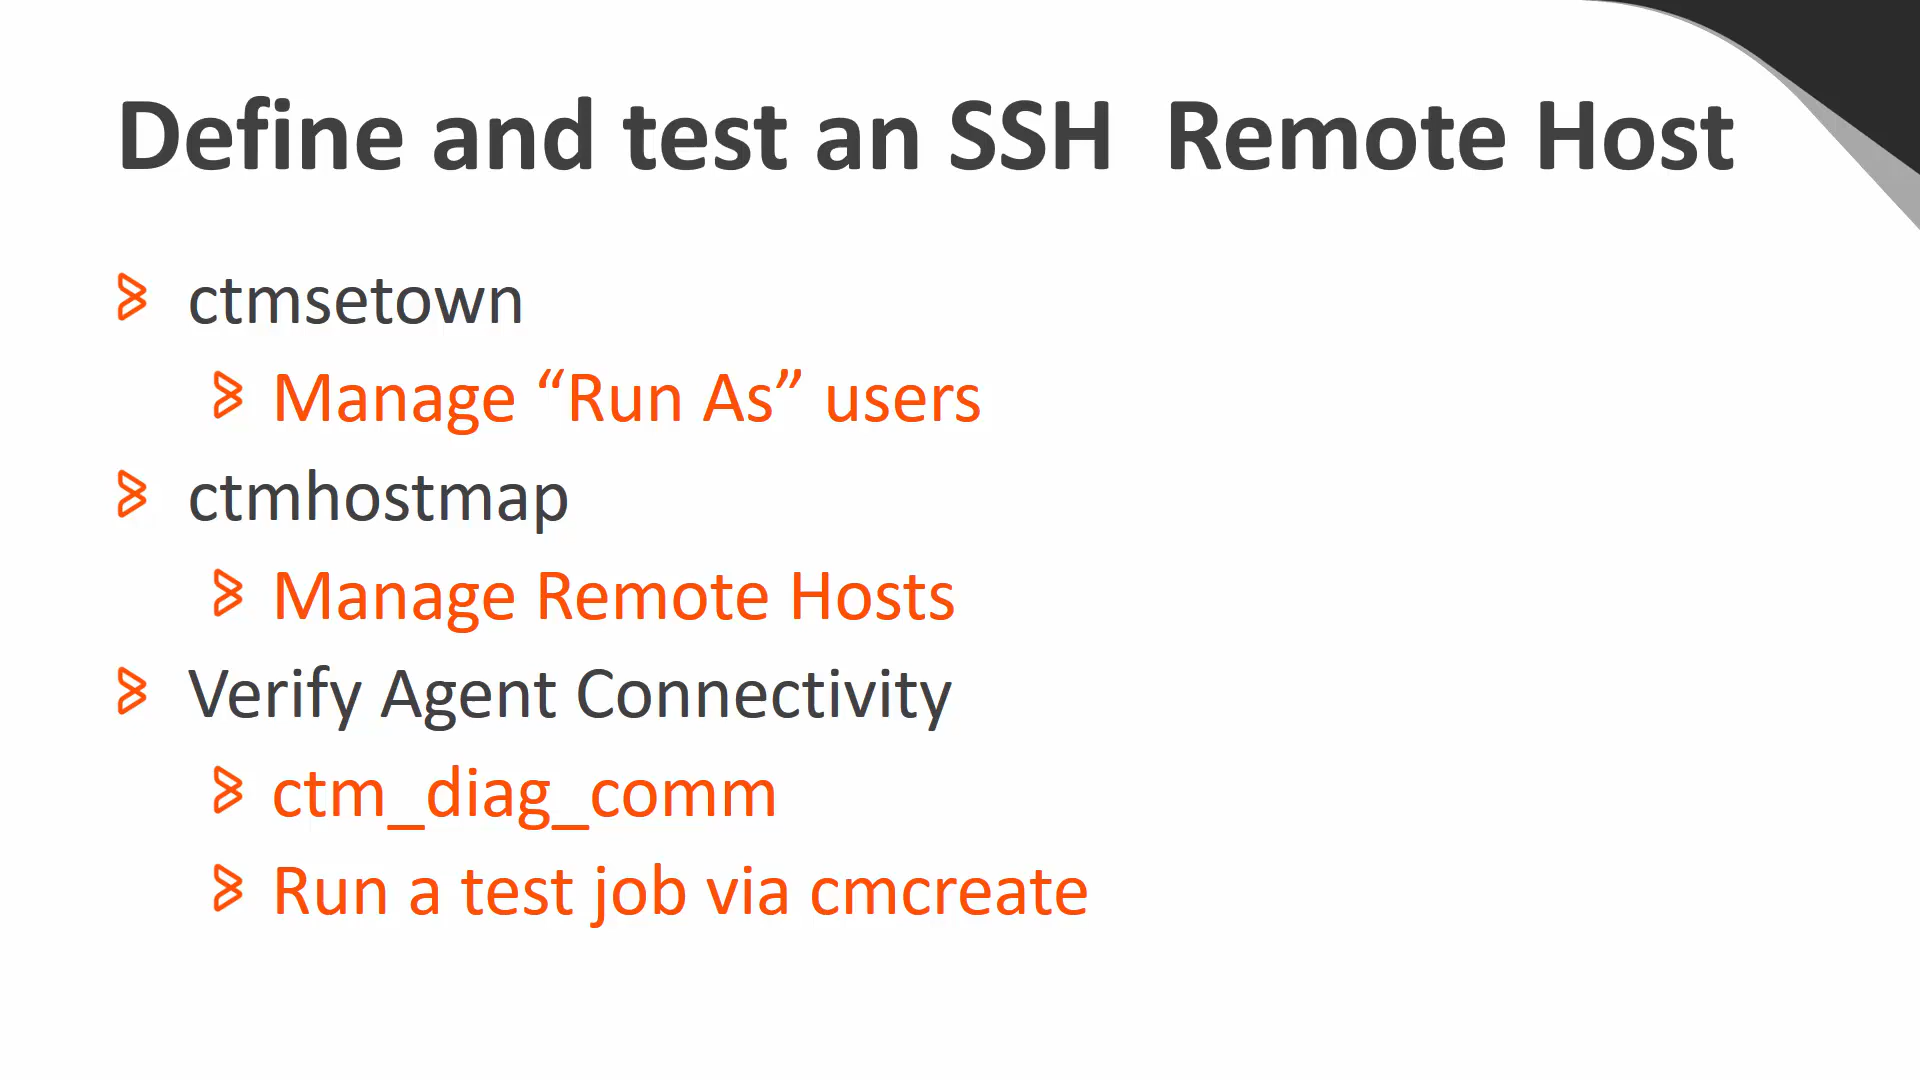 Define and test an SSH  Remote Host
ctmsetown
Manage “Run As” users
ctmhostmap
Manage Remote Hosts
Verify Agent Connectivity
ctm_diag_comm
Run a test job via cmcreate